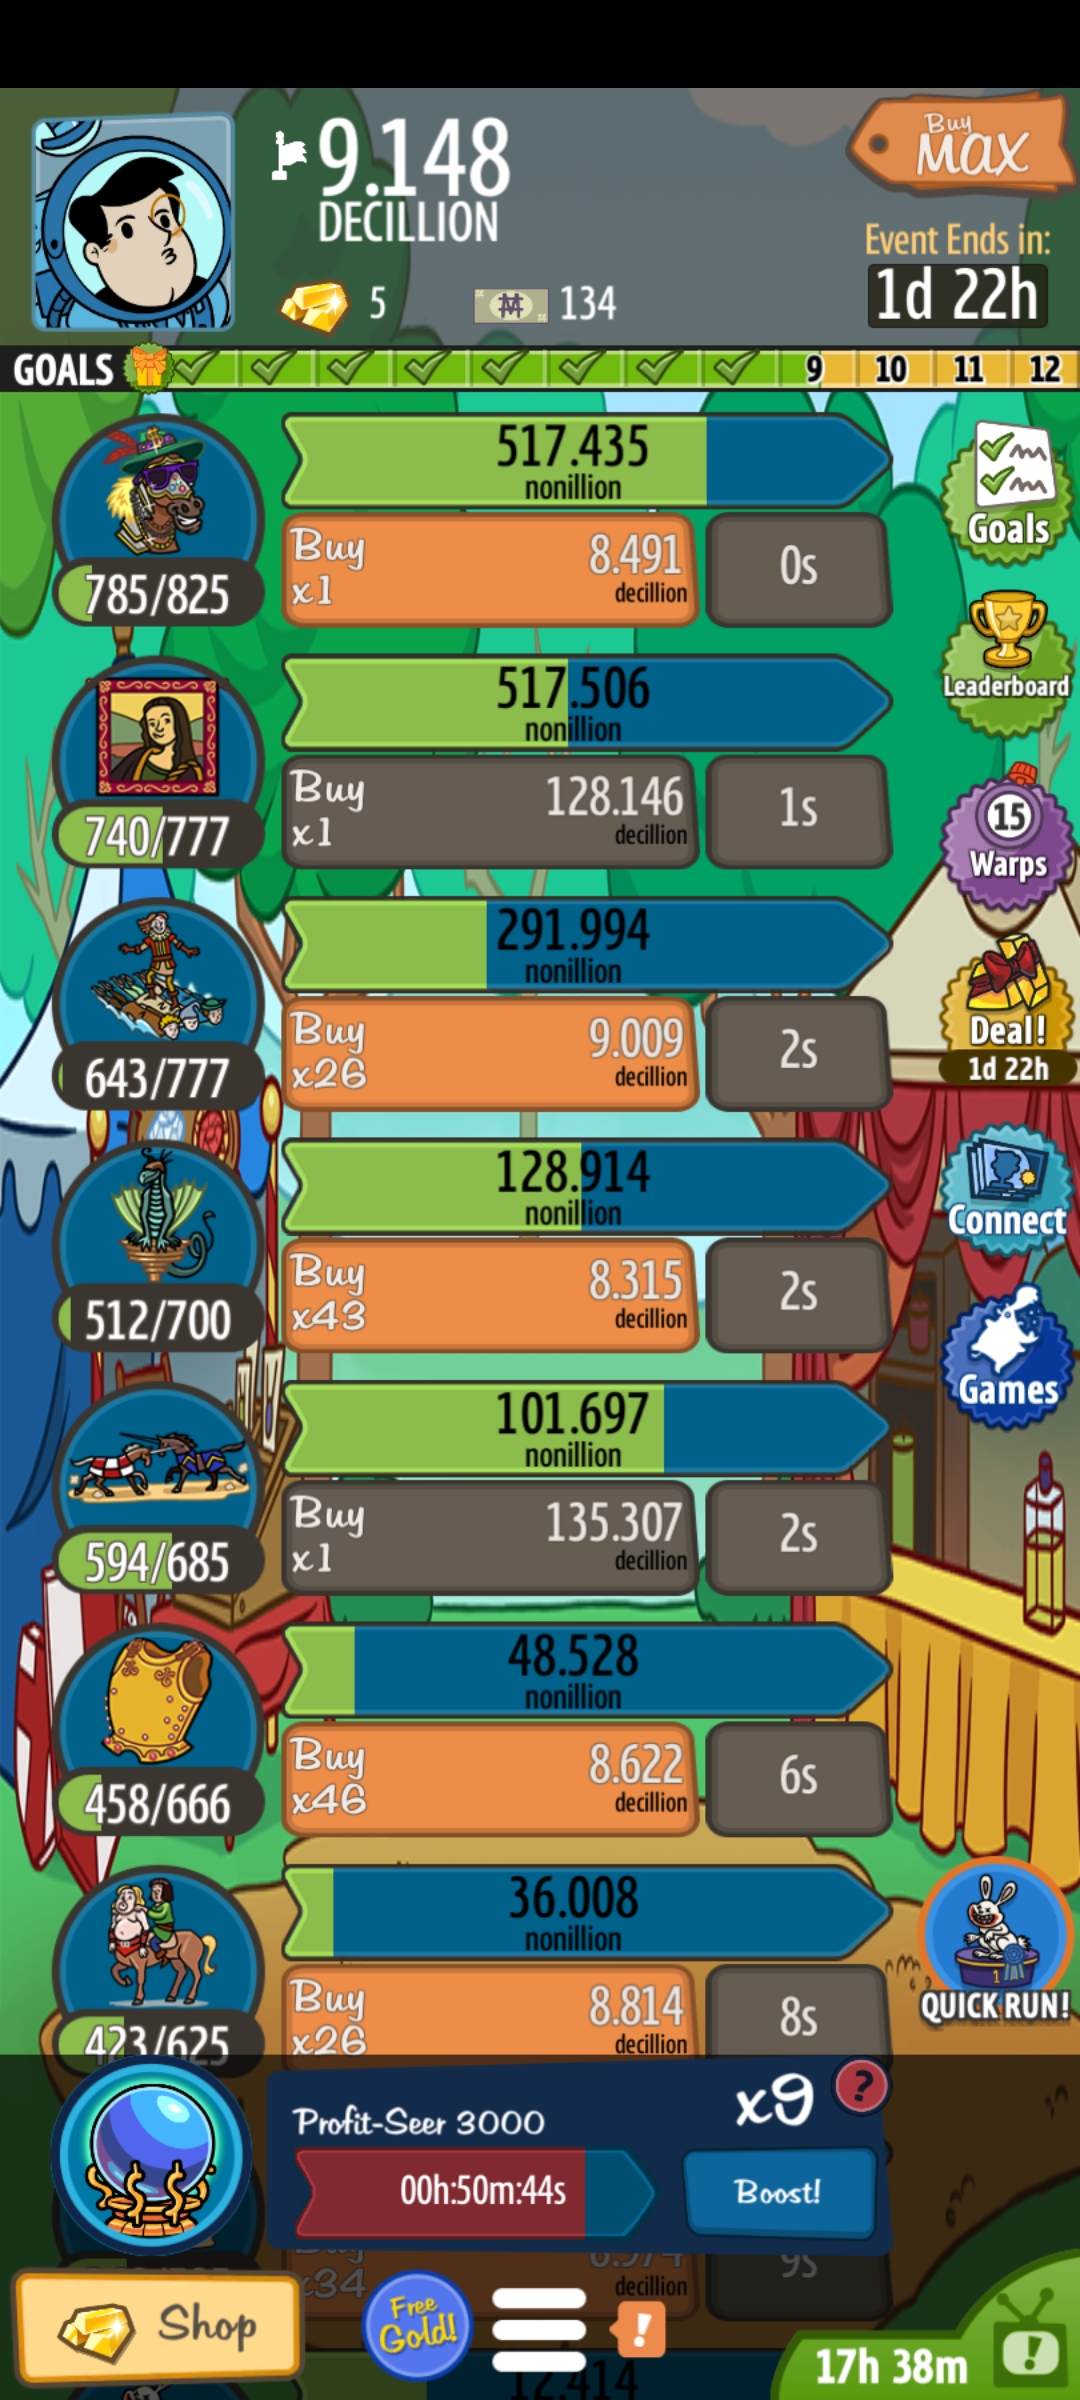 9.148
DECILLION
Buy
MAX
Event Ends in:
1d 22h
5
134
GOALS
9 10 11 12
517.435
nonillion
Buy
x1
8.491
decillion
0s
785/825
Goals
517.506
nonillion
Leaderboard
Buy
x1
128.146
decillion
1s
740/777
15
Warps
291.994
nonillion
Buy
x26
9.009
decillion
2s
643/777
Deal!
1d 22h
128.914
nonillion
Connect
Buy
x43
8.315
decillion
2s
512/700
Games
101.697
nonillion
Buy
x1
135.307
decillion
2s
594/685
48.528
nonillion
Buy
x46
8.622
decillion
6s
458/666
36.008
nonillion
Buy
x26
8.814
decillion
8s
423/625
1
QUICK RUN!
Profit-Seer 3000
x9
?
00h:50m:44s
Boost!
x34
decillion
9s
Shop
Free
Gold!
!
17h 38m
!
12.414